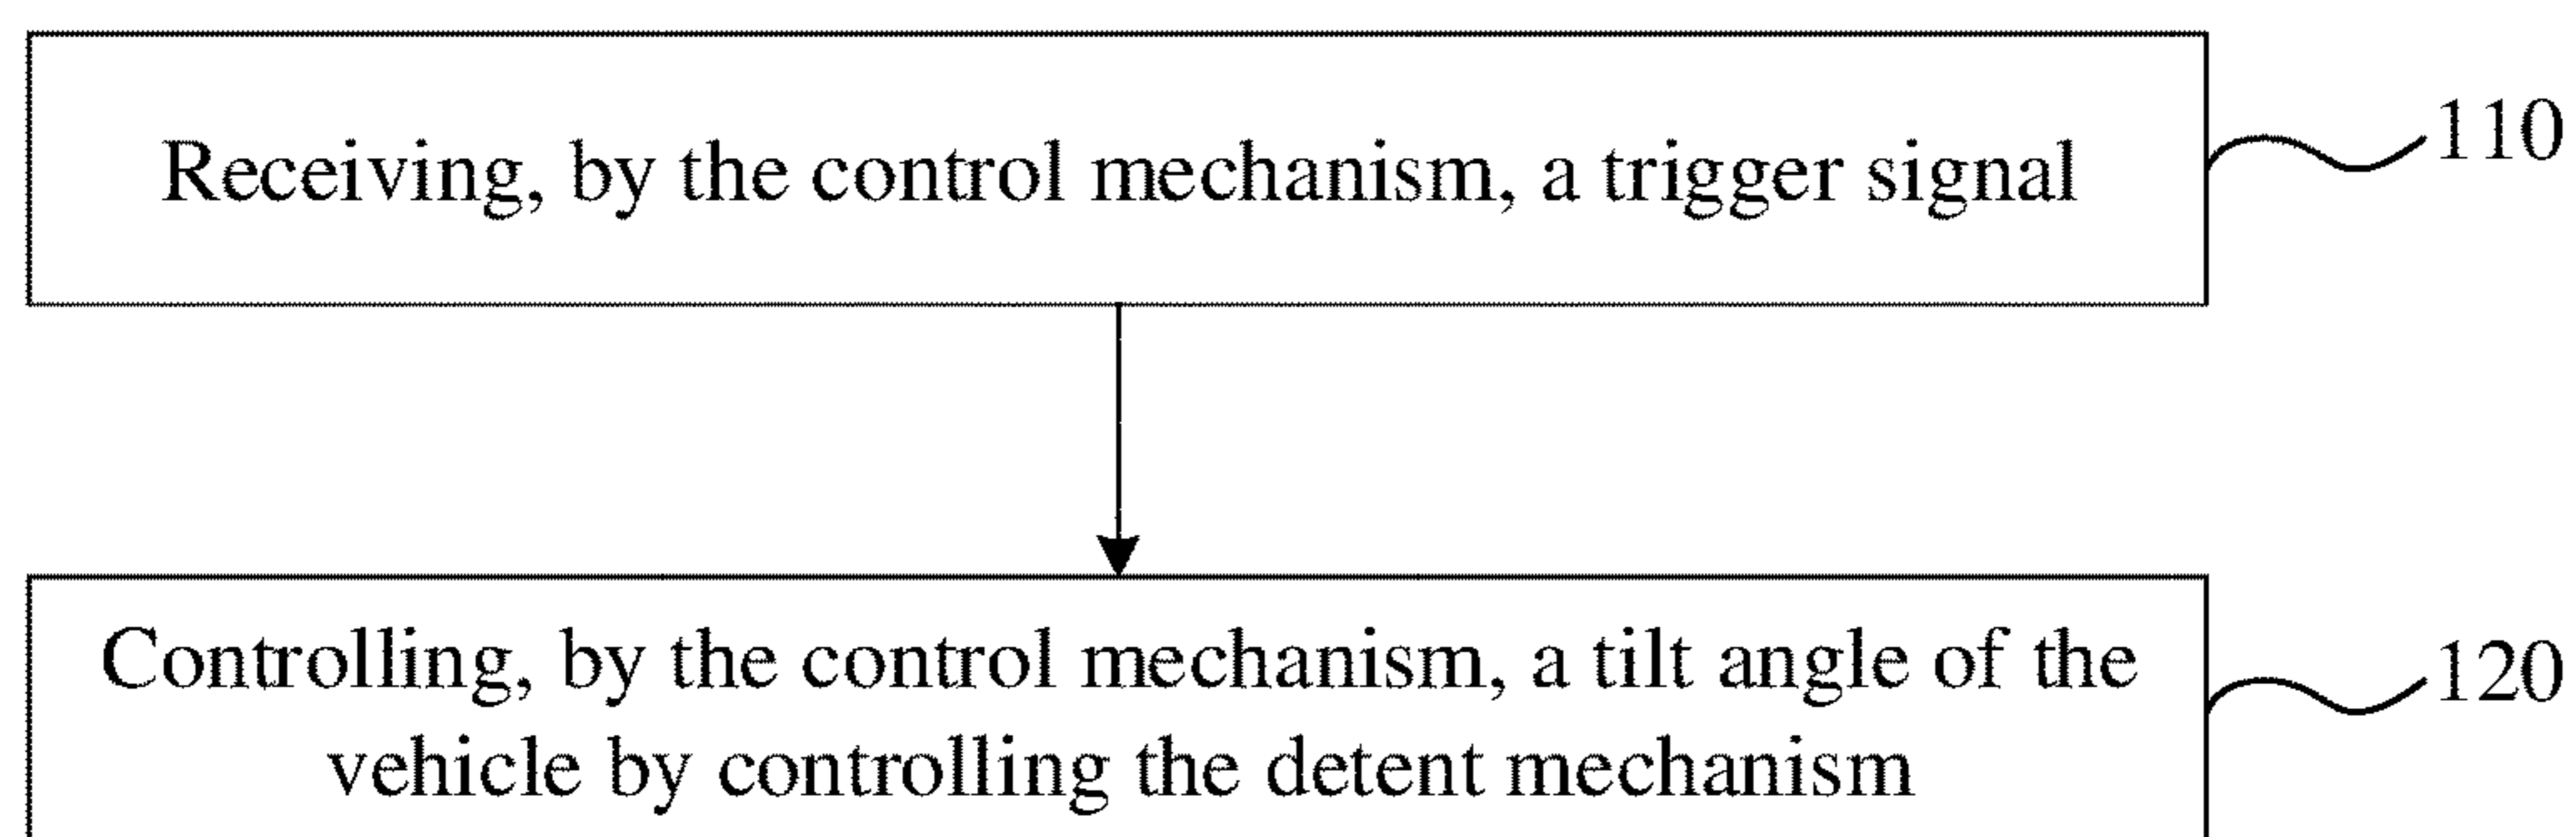 Receiving, by the control mechanism, a trigger signal
110
Controlling, by the control mechanism, a tilt angle of the
vehicle by controlling the detent mechanism
120